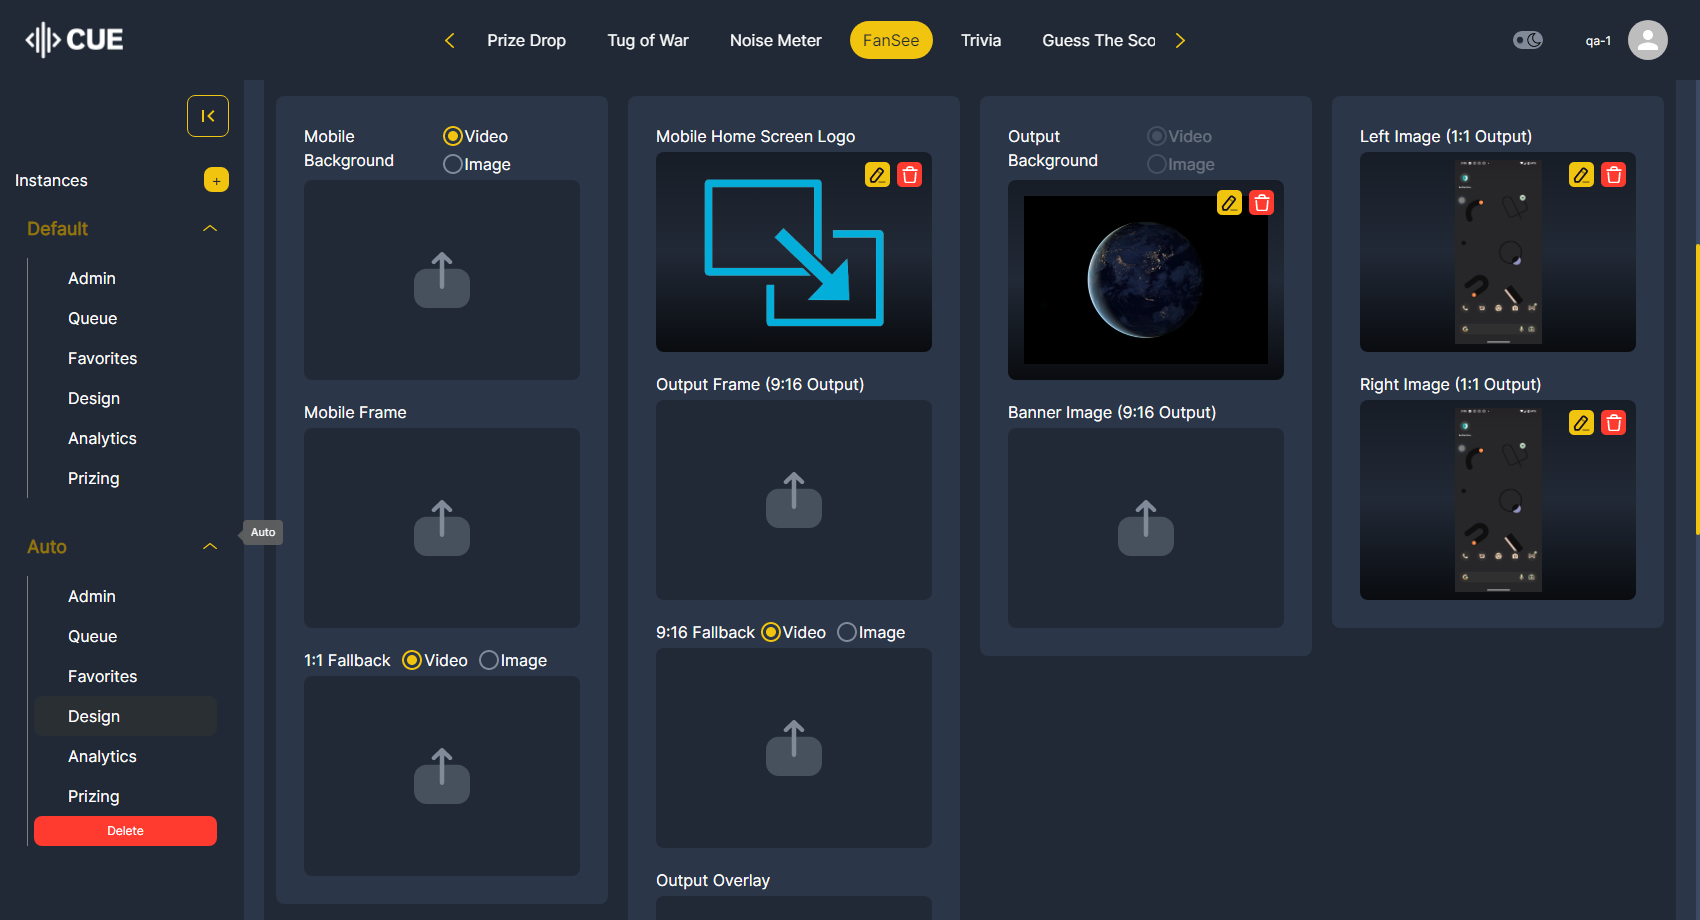 CUE
Prize Drop
Tug of War
Noise Meter
FanSee
Trivia
Guess The Sco
qa-1
Instances
+
Default
Admin
Queue
Favorites
Design
Analytics
Prizing
Auto
Auto
Admin
Queue
Favorites
Design
Analytics
Prizing
Delete
Mobile
Background
Video
Image
Mobile Frame
1:1 Fallback Video Image
Mobile Home Screen Logo
Output Frame (9:16 Output)
9:16 Fallback Video Image
Output Overlay
Output
Background
Video
Image
Banner Image (9:16 Output)
Left Image (1:1 Output)
Right Image (1:1 Output)